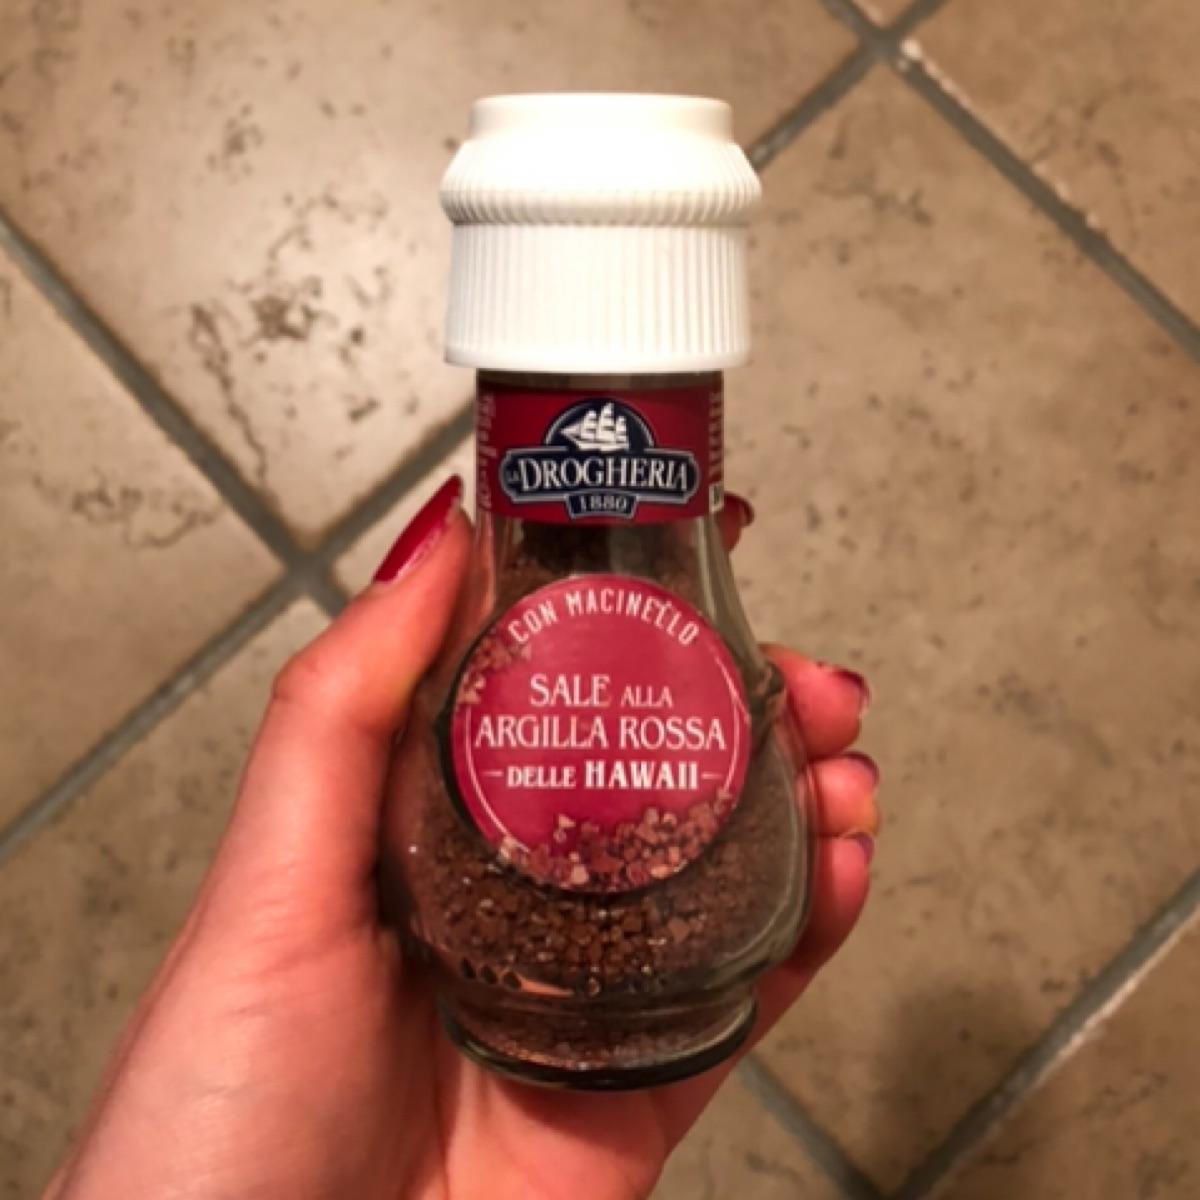 LA DROGHERIA
1880
CON MACINELLO
SALE ALLA
ARGILLA ROSSA
DELLE HAWAII